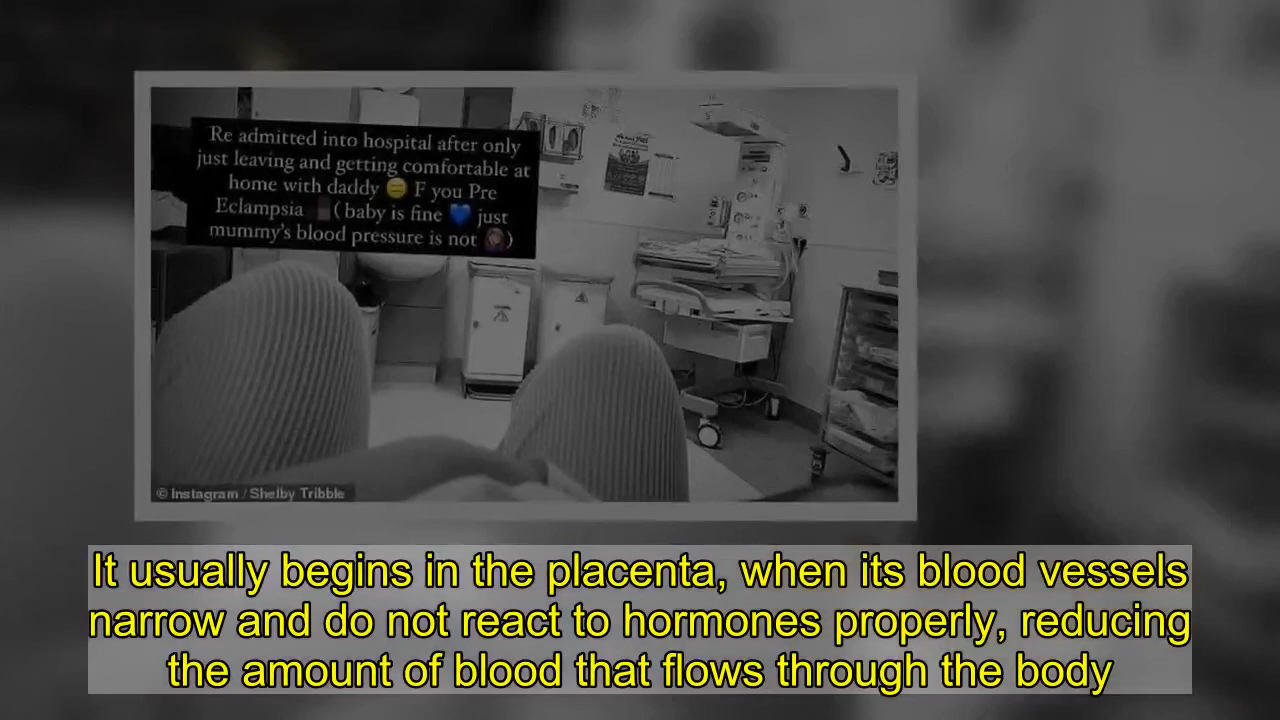 Re admitted into hospital after only
just leaving and getting comfortable at
home with daddy 😑 F you Pre
Eclampsia (baby is fine 💙 just
mummy's blood pressure is not )
© Instagram / Shelby Tribble
It usually begins in the placenta, when its blood vessels
narrow and do not react to hormones properly, reducing
the amount of blood that flows through the body